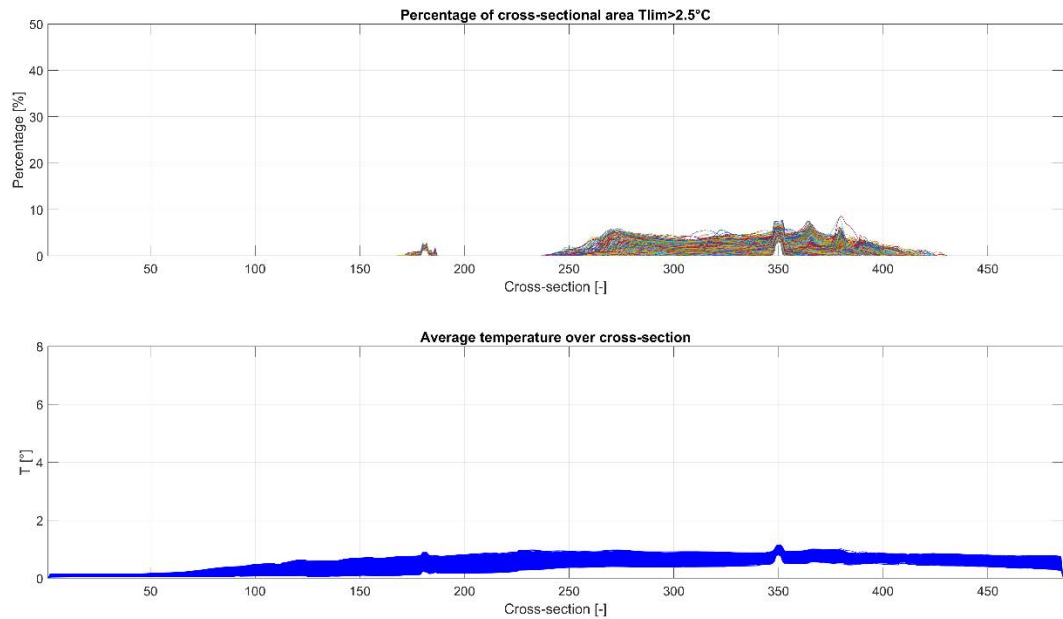 Percentage of cross-sectional area Tlim>2.5°C
50
40
30
20
10
0
Percentage [%]
50 100 150 200 250 300 350 400 450
Cross-section [-]
Average temperature over cross-section
8
6
4
2
0
T [°]
50 100 150 200 250 300 350 400 450
Cross-section [-]